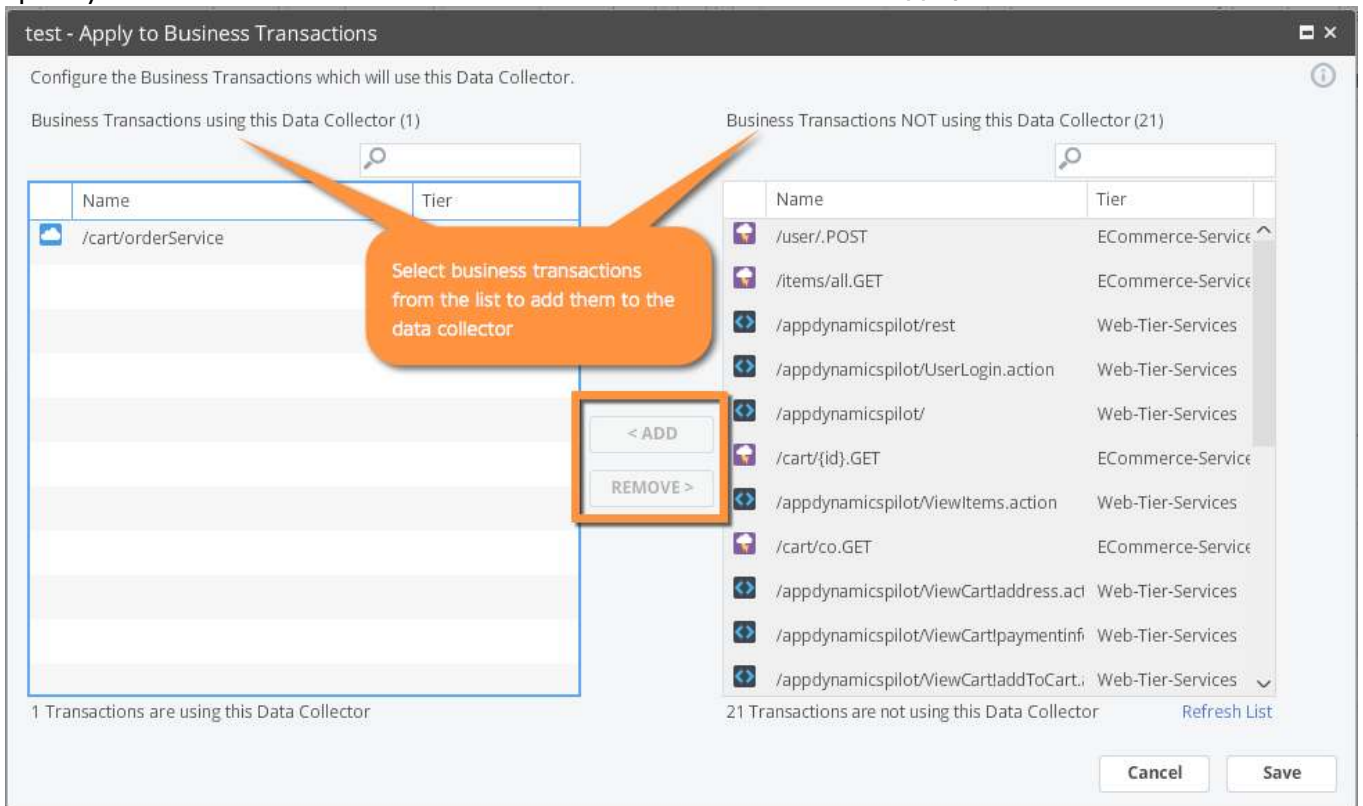 test - Apply to Business Transactions
Configure the Business Transactions which will use this Data Collector.
Business Transactions using this Data Collector (1)
Name Tier
/cart/orderService
Select business transactions
from the list to add them to the
data collector
1 Transactions are using this Data Collector
< ADD
REMOVE >
Business Transactions NOT using this Data Collector (21)
Name Tier
/user/.POST ECommerce-Service
/items/all.GET ECommerce-Service
/appdynamicspilot/rest Web-Tier-Services
/appdynamicspilot/UserLogin.action Web-Tier-Services
/appdynamicspilot/ Web-Tier-Services
/cart/{id}.GET ECommerce-Service
/appdynamicspilot/ViewItems.action Web-Tier-Services
/cart/co.GET ECommerce-Service
/appdynamicspilot/ViewCart!address.act Web-Tier-Services
/appdynamicspilot/ViewCart!paymentinf Web-Tier-Services
/appdynamicspilot/ViewCart!addToCart. Web-Tier-Services
21 Transactions are not using this Data Collector Refresh List
Cancel Save